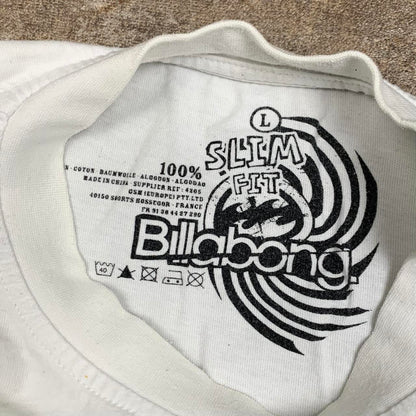 L
SLIM
FIT
Billabong.
100%
COTON BAUMWOLLE - ALGODON - ALGODAO
MADE IN CHINA - SUPPLIER REF : 4205
GSM (EUROPE) PTY.LTD
40150 SOORTS HOSSEGOR - FRANCE
40